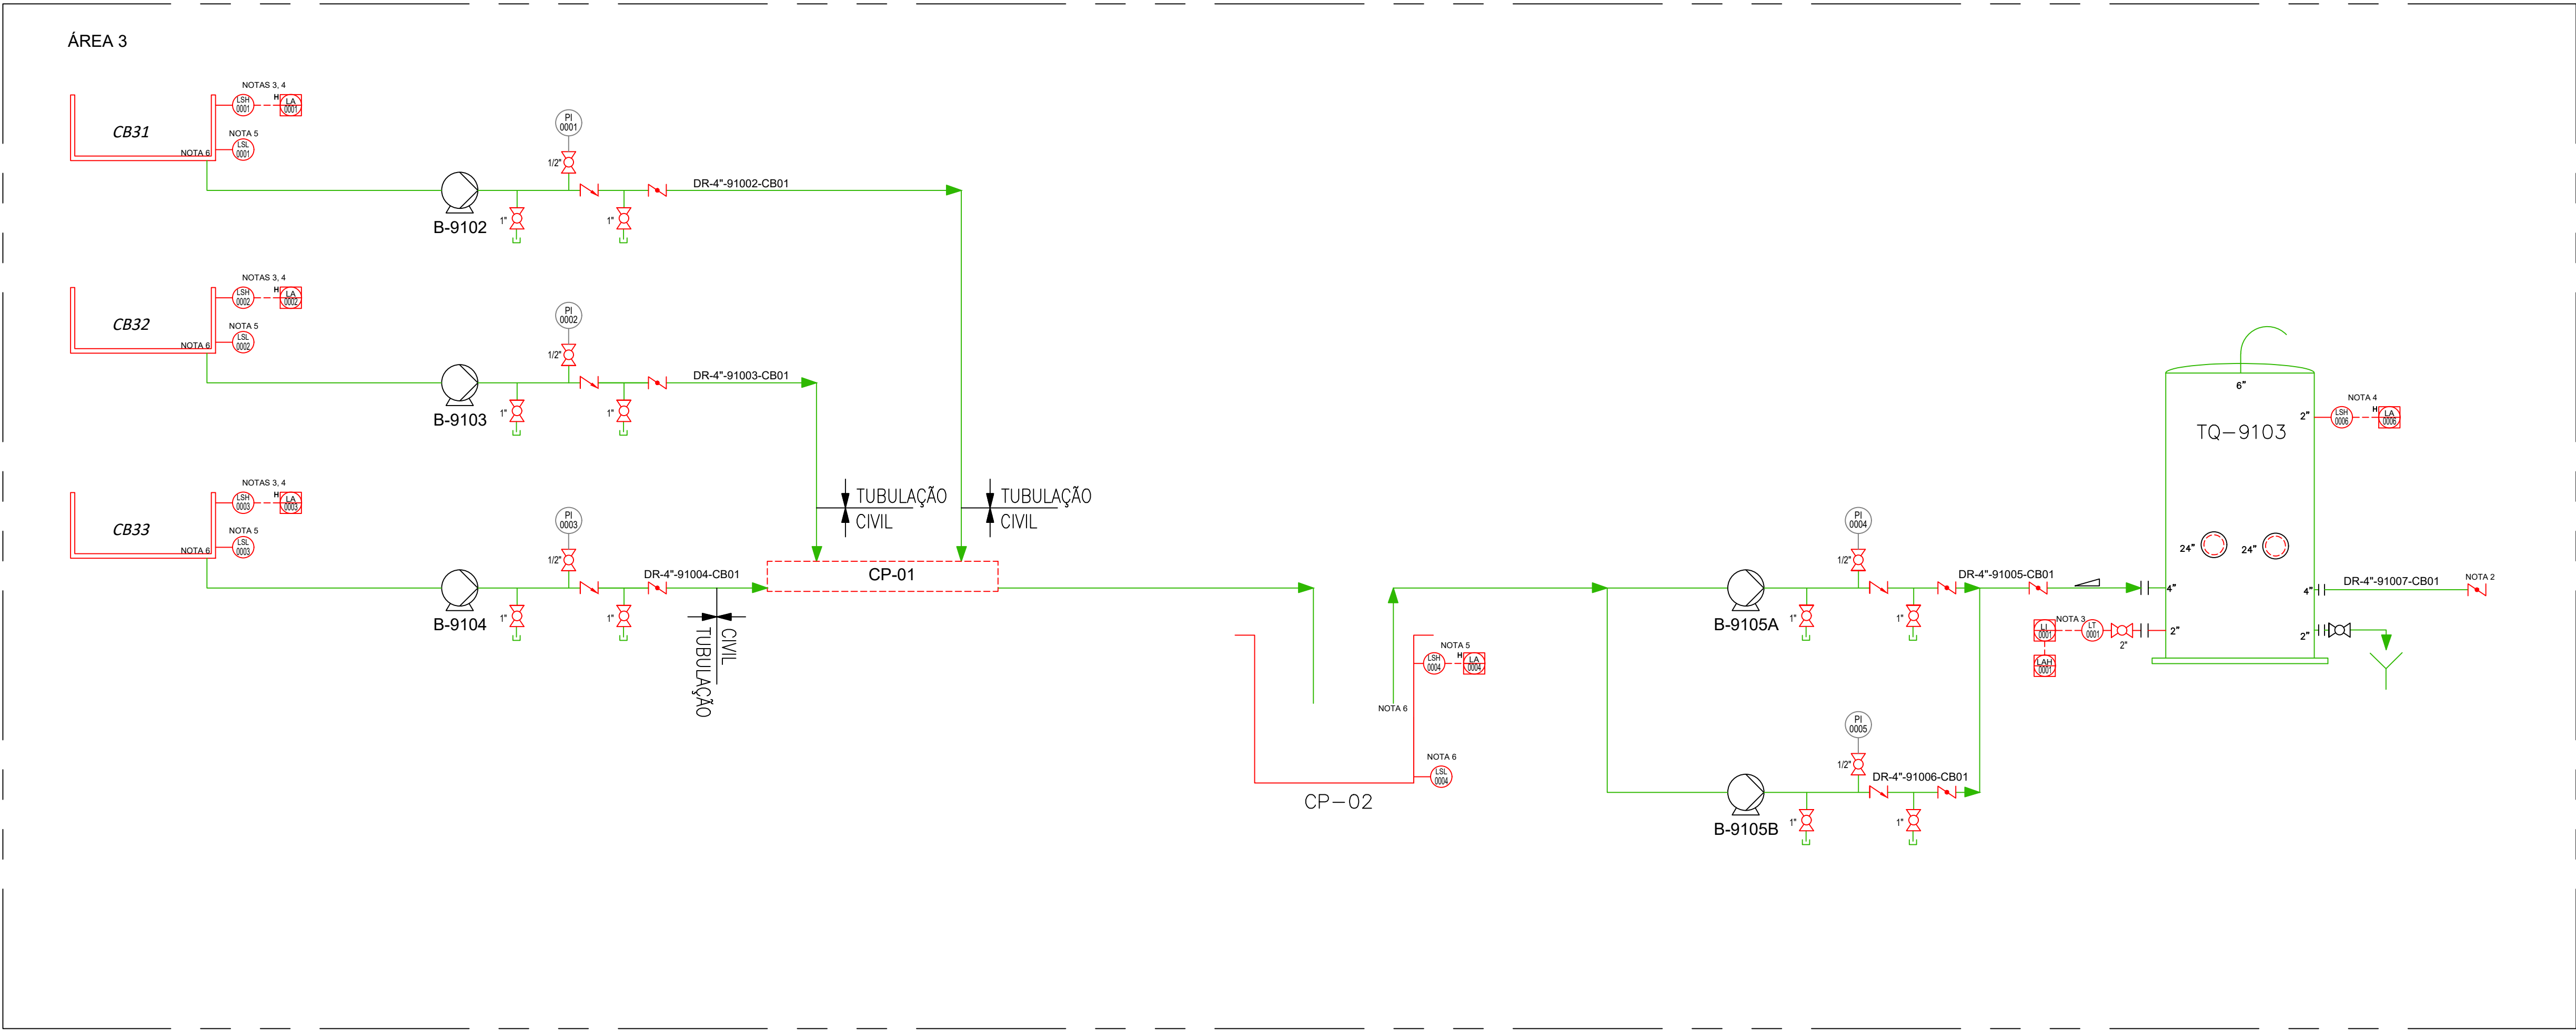 ÁREA 3
NOTAS 3, 4
LSH
0001
H
LA
0001
CB31
NOTA 5
LSL
0001
NOTA 6
PI
0001
1/2"
DR-4"-91002-CB01
1"
1"
B-9102
NOTAS 3, 4
LSH
0002
H
LA
0002
CB32
NOTA 5
LSL
0002
NOTA 6
PI
0002
1/2"
DR-4"-91003-CB01
1"
1"
B-9103
NOTAS 3, 4
LSH
0003
H
LA
0003
CB33
NOTA 5
LSL
0003
NOTA 6
PI
0003
1/2"
DR-4"-91004-CB01
1"
1"
B-9104
TUBULAÇÃO
CIVIL
TUBULAÇÃO
CIVIL
CIVIL
TUBULAÇÃO
CP-01
NOTA 5
LSH
0004
H
LA
0004
NOTA 6
NOTA 6
LSL
0004
CP-02
PI
0004
1/2"
DR-4"-91005-CB01
1"
1"
B-9105A
PI
0005
1/2"
DR-4"-91006-CB01
1"
1"
B-9105B
6"
TQ-9103
2"
NOTA 4
LSH
0006
H
LA
0006
24"
24"
4"
4"
DR-4"-91007-CB01
NOTA 2
LI
0001
NOTA 3
LT
0001
2"
2"
2"
LAH
0001